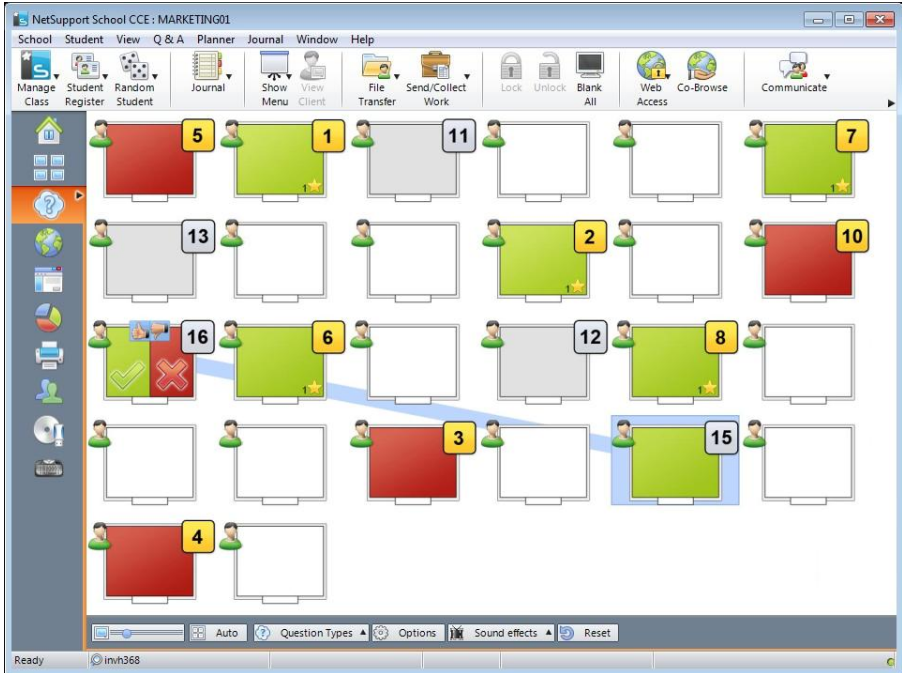 NetSupport School CCE : MARKETING01
School Student View Q & A Planner Journal Window Help
Manage Class
Student Register
Random Student
Journal
Show Menu
View Client
File Transfer
Send/Collect Work
Lock
Unlock
Blank All
Web Access
Co-Browse
Communicate
5 1 11 7
1 1
13 2 10
1
16 6 12 8
1 1
3 15
4
Auto Question Types Options Sound effects Reset
Ready invh368